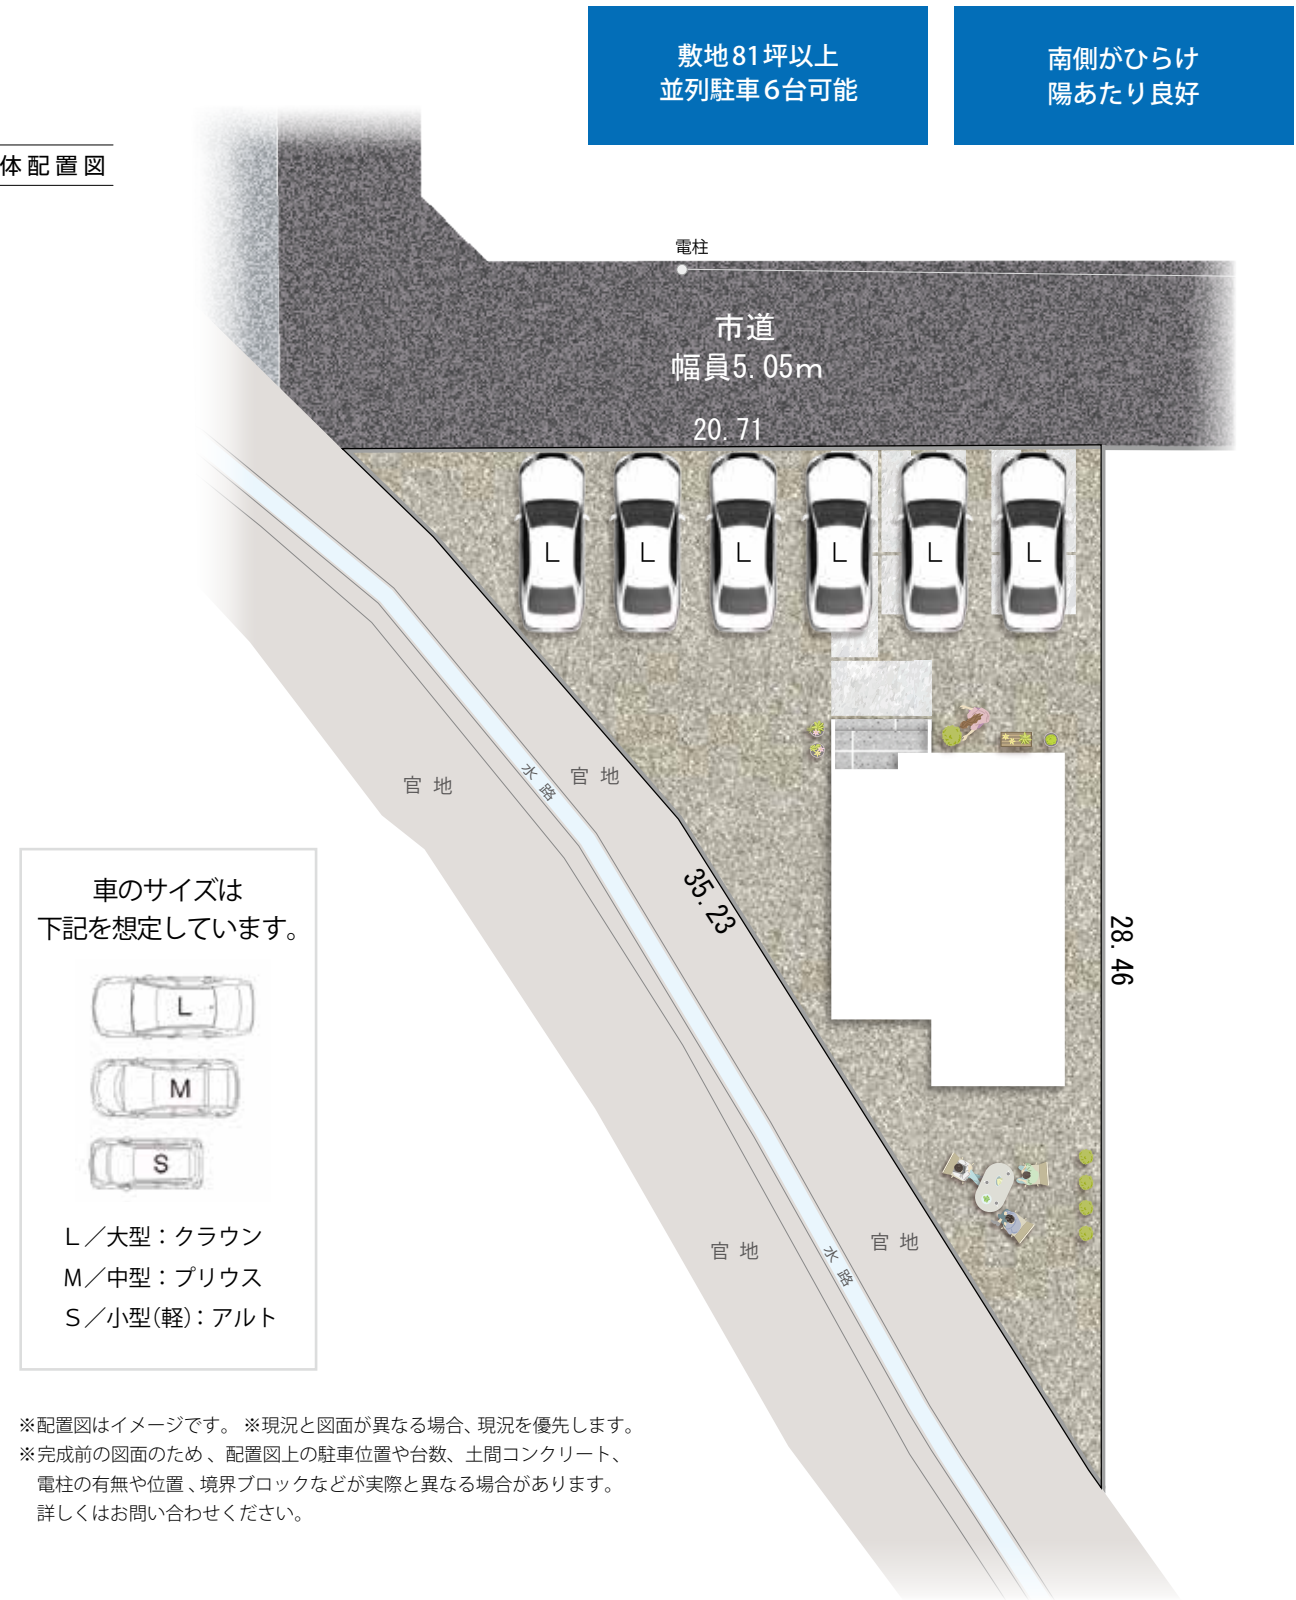 敷地81坪以上
並列駐車6台可能
南側がひらけ
陽あたり良好
体配置図
電柱
市道
幅員5.05m
20.71
L
L
L
L
L
L
官地
水路
官地
35.23
28.46
車のサイズは
下記を想定しています。
L
M
S
L／大型：クラウン
M／中型：プリウス
S／小型(軽)：アルト
官地
水路
官地
※配置図はイメージです。 ※現況と図面が異なる場合、現況を優先します。
※完成前の図面のため、配置図上の駐車位置や台数、土間コンクリート、
電柱の有無や位置、境界ブロックなどが実際と異なる場合があります。
詳しくはお問い合わせください。